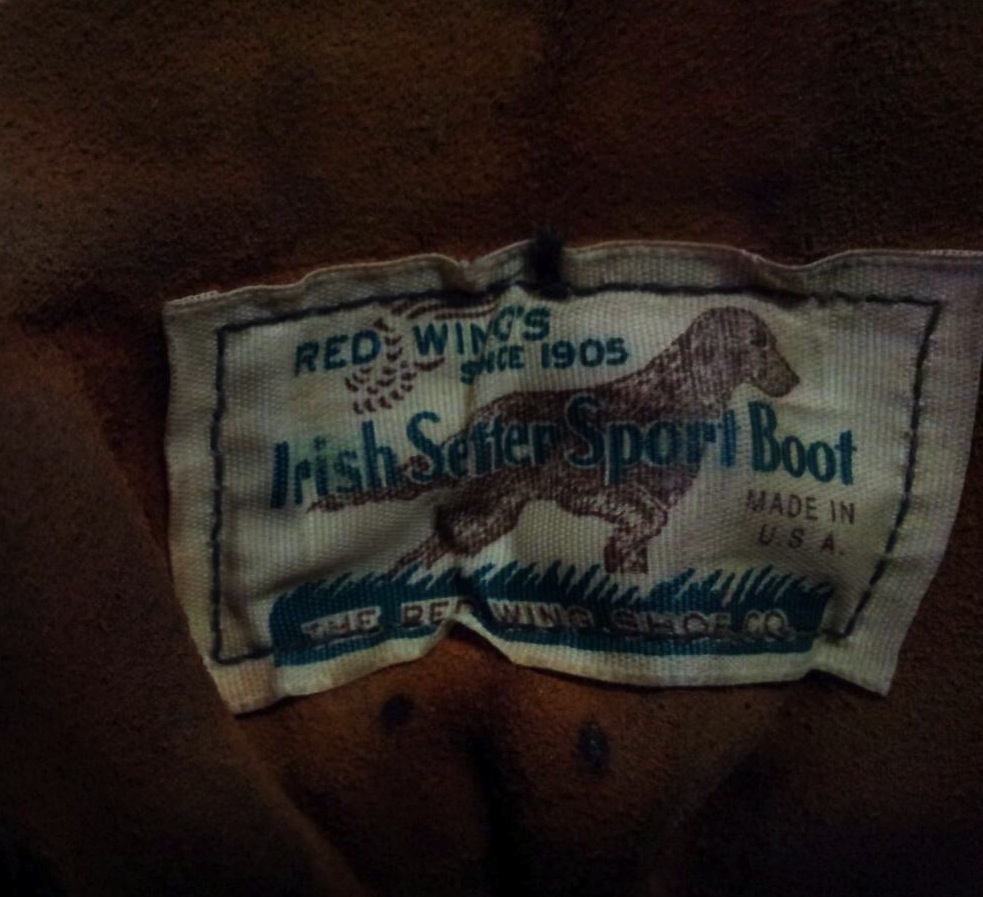 RED WING'S
SINCE 1905
Irish Setter Sport Boot
MADE IN
U.S.A.
THE RED WING SHOE CO.